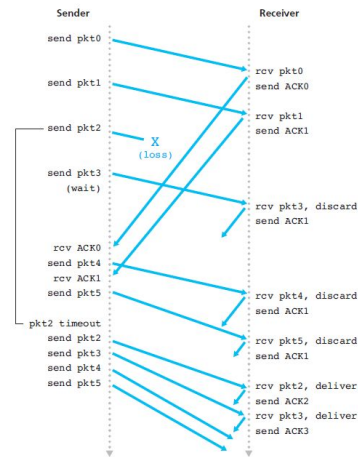 Sender
Receiver
send pkt0
rcv pkt0
send ACK0
send pkt1
rcv pkt1
send ACK1
send pkt2
X
(loss)
send pkt3
(wait)
rcv pkt3, discard
send ACK1
rcv ACK0
send pkt4
rcv ACK1
send pkt5
rcv pkt4, discard
send ACK1
pkt2 timeout
send pkt2
send pkt3
send pkt4
send pkt5
rcv pkt5, discard
send ACK1
rcv pkt2, deliver
send ACK2
rcv pkt3, deliver
send ACK3